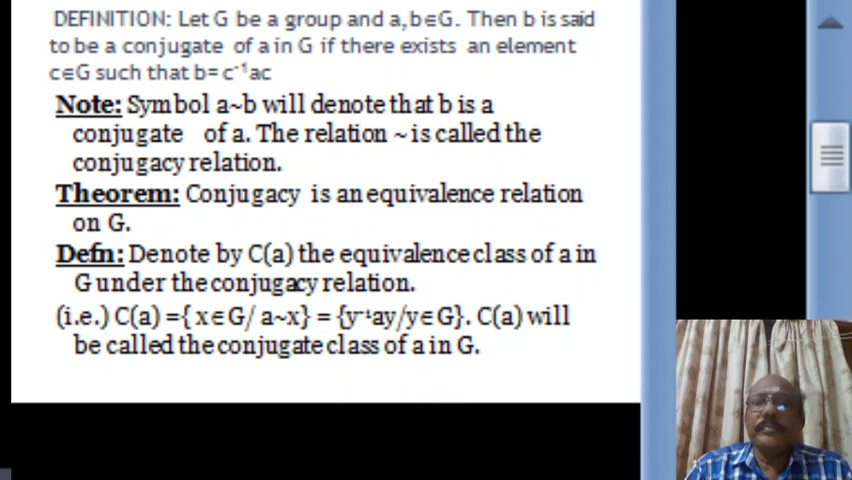 DEFINITION: Let G be a group and a, b∈G. Then b is said
to be a conjugate of a in G if there exists an element
c∈G such that b= c⁻¹ac
Note: Symbol a~b will denote that b is a
conjugate of a. The relation ~ is called the
conjugacy relation.
Theorem: Conjugacy is an equivalence relation
on G.
Defn: Denote by C(a) the equivalence class of a in
G under the conjugacy relation.
(i.e.) C(a) ={ x∈G/ a~x} = {y⁻¹ay/y∈G}. C(a) will
be called the conjugate class of a in G.